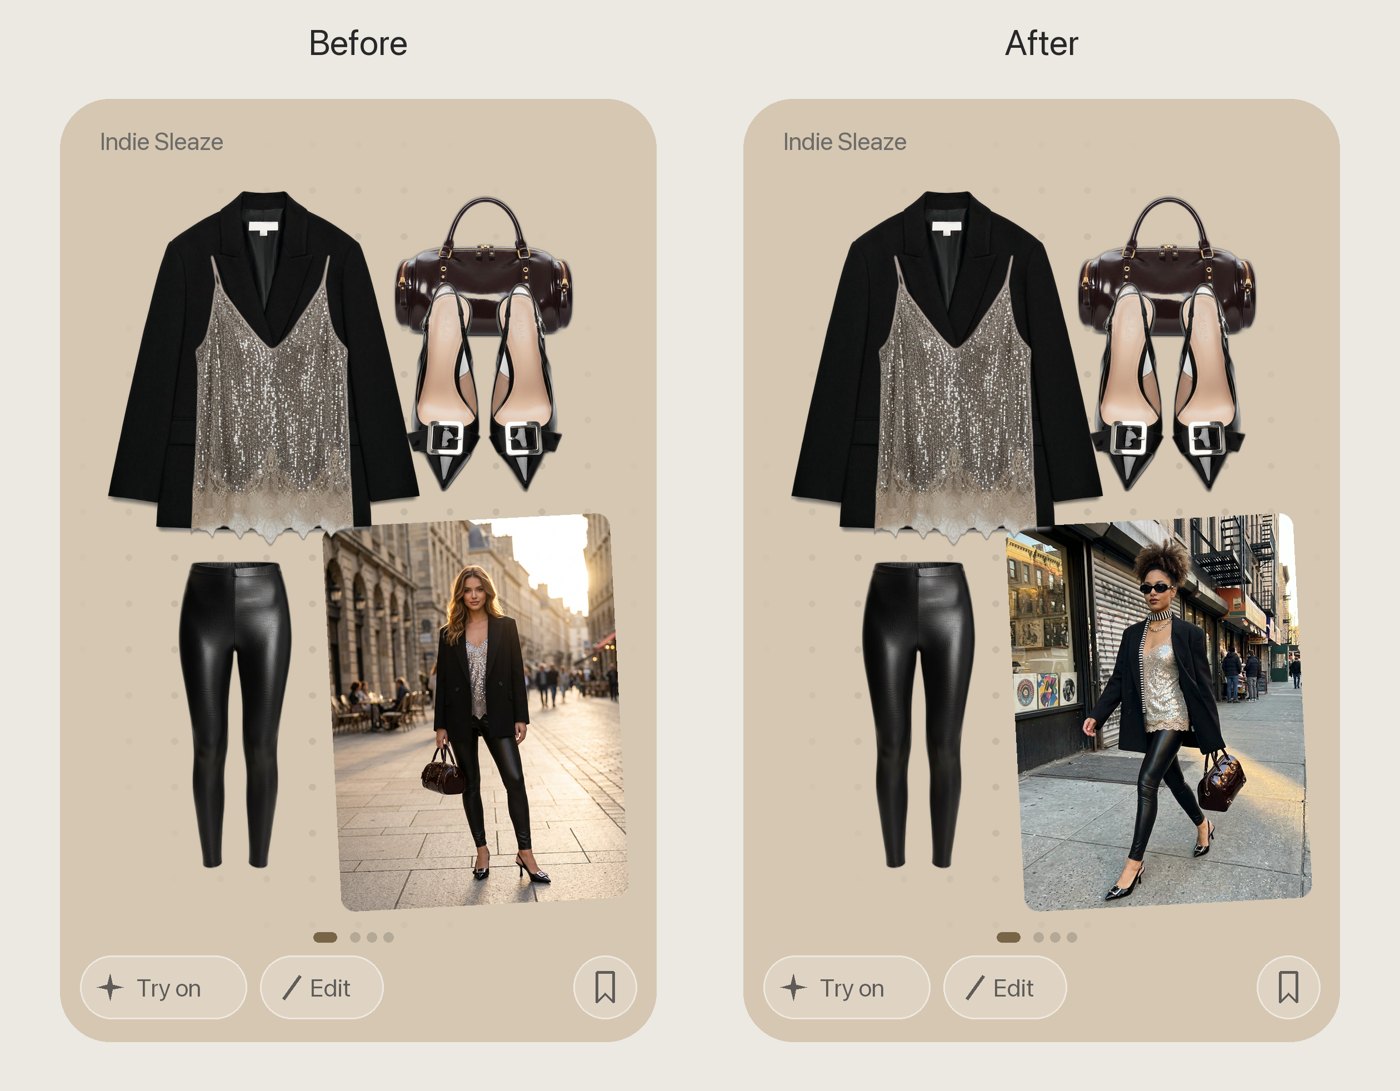 Before
After
Indie Sleaze
Try on
Edit
Indie Sleaze
Try on
Edit